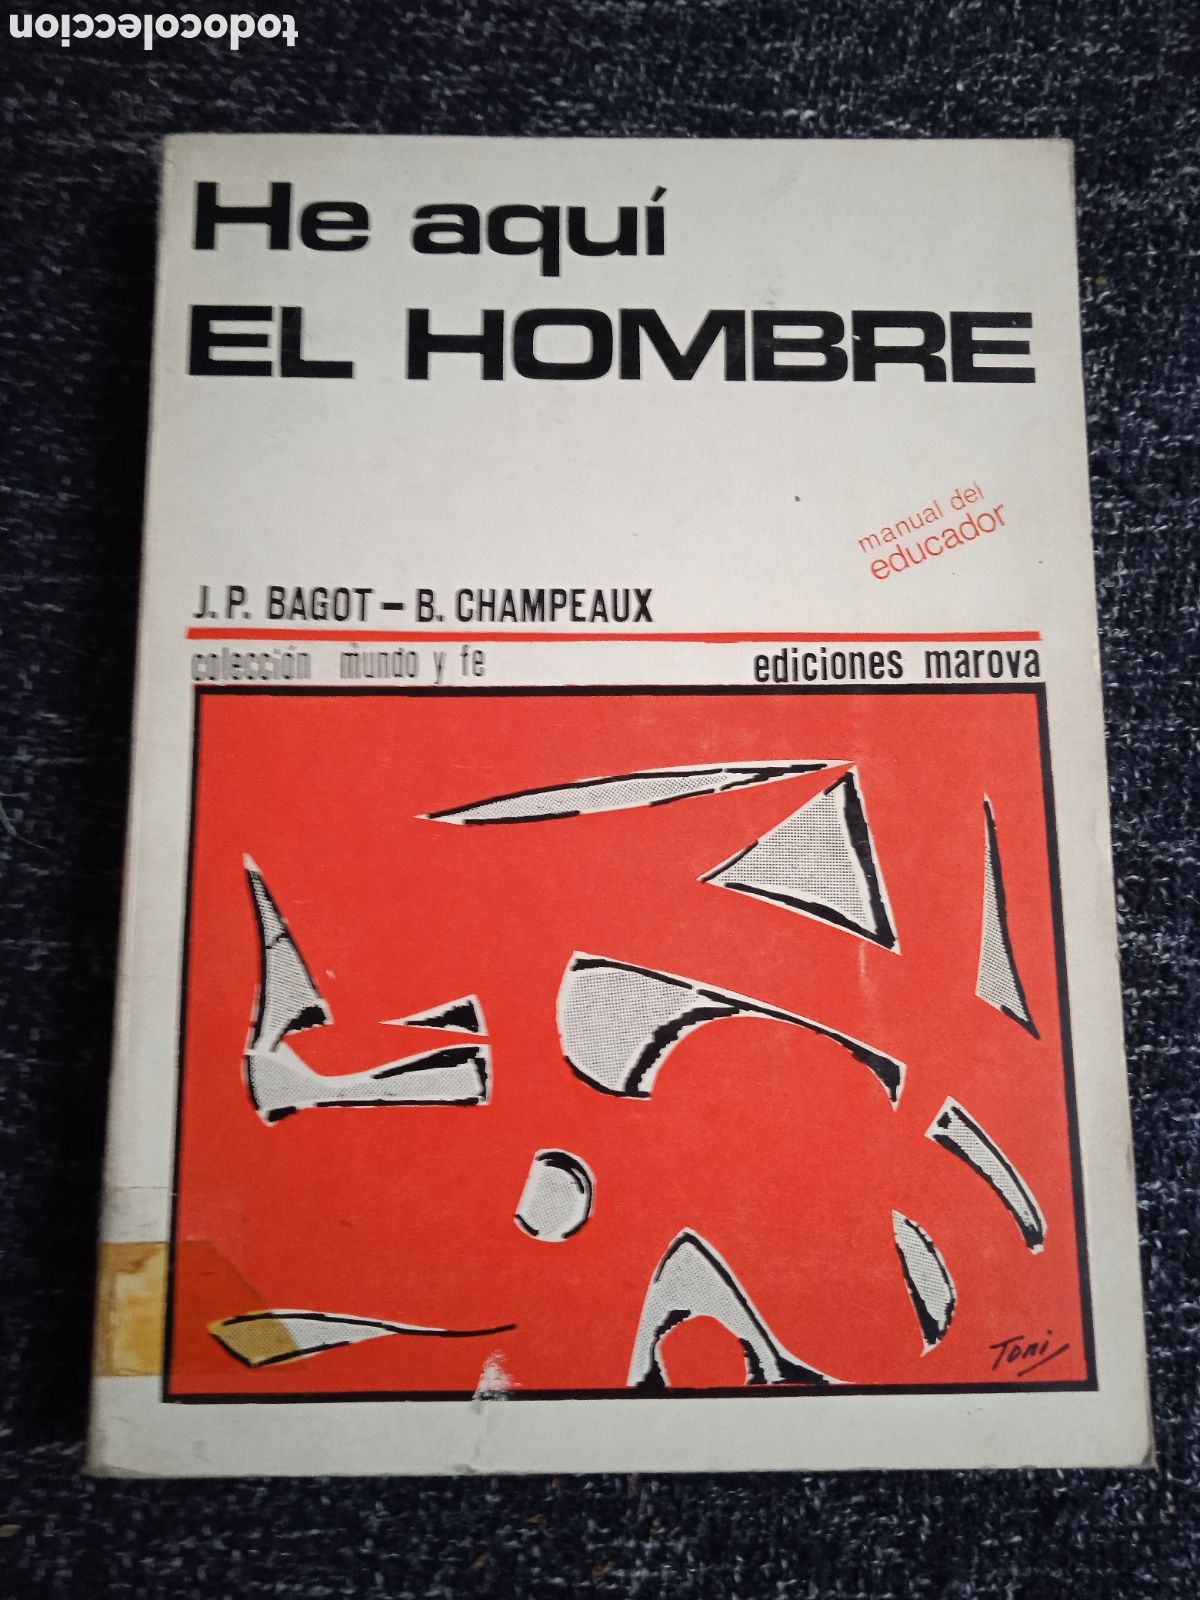 todocoleccion
He aquí
EL HOMBRE
manual del
educador
J.P. BAGOT – B. CHAMPEAUX
colección mundo y fe
ediciones marova
Toni